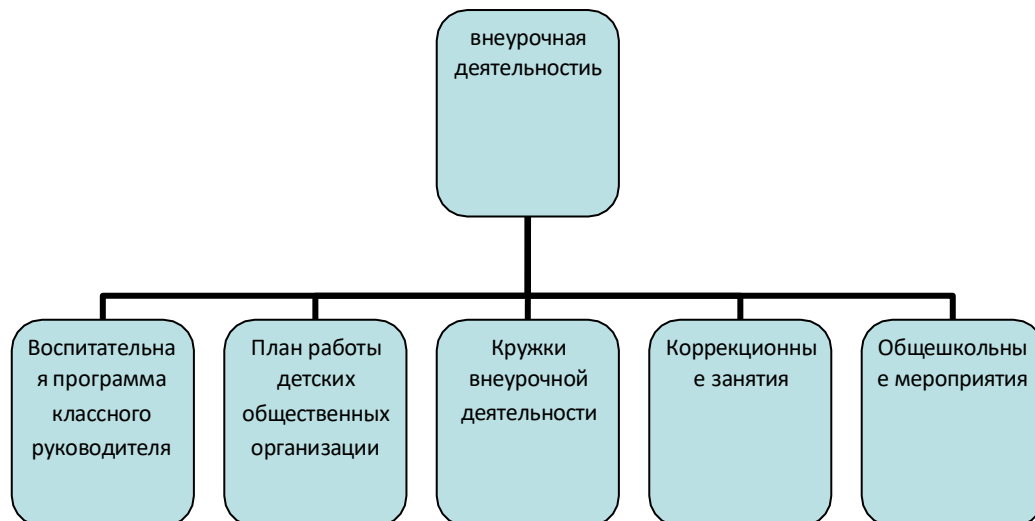 внеурочная
деятельностиь
Воспитательна
я программа
классного
руководителя
План работы
детских
общественных
организации
Кружки
внеурочной
деятельности
Коррекционны
е занятия
Общешкольны
е мероприятия